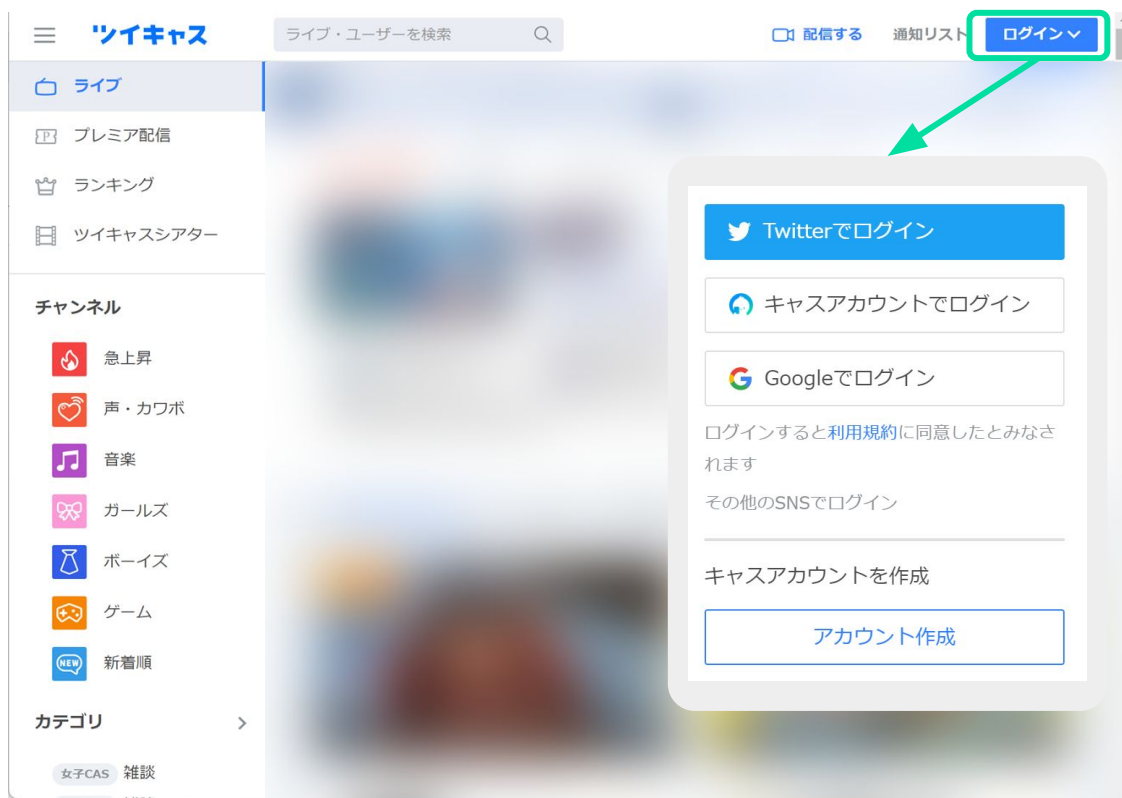 ツイキャス
ライブ・ユーザーを検索
配信する
通知リスト
ログイン
ライブ
プレミア配信
ランキング
ツイキャスシアター
チャンネル
急上昇
声・カワボ
音楽
ガールズ
ボーイズ
ゲーム
NEW
新着順
カテゴリ
女子CAS 雑談
Twitterでログイン
キャスアカウントでログイン
Googleでログイン
ログインすると利用規約に同意したとみなさ
れます
その他のSNSでログイン
キャスアカウントを作成
アカウント作成